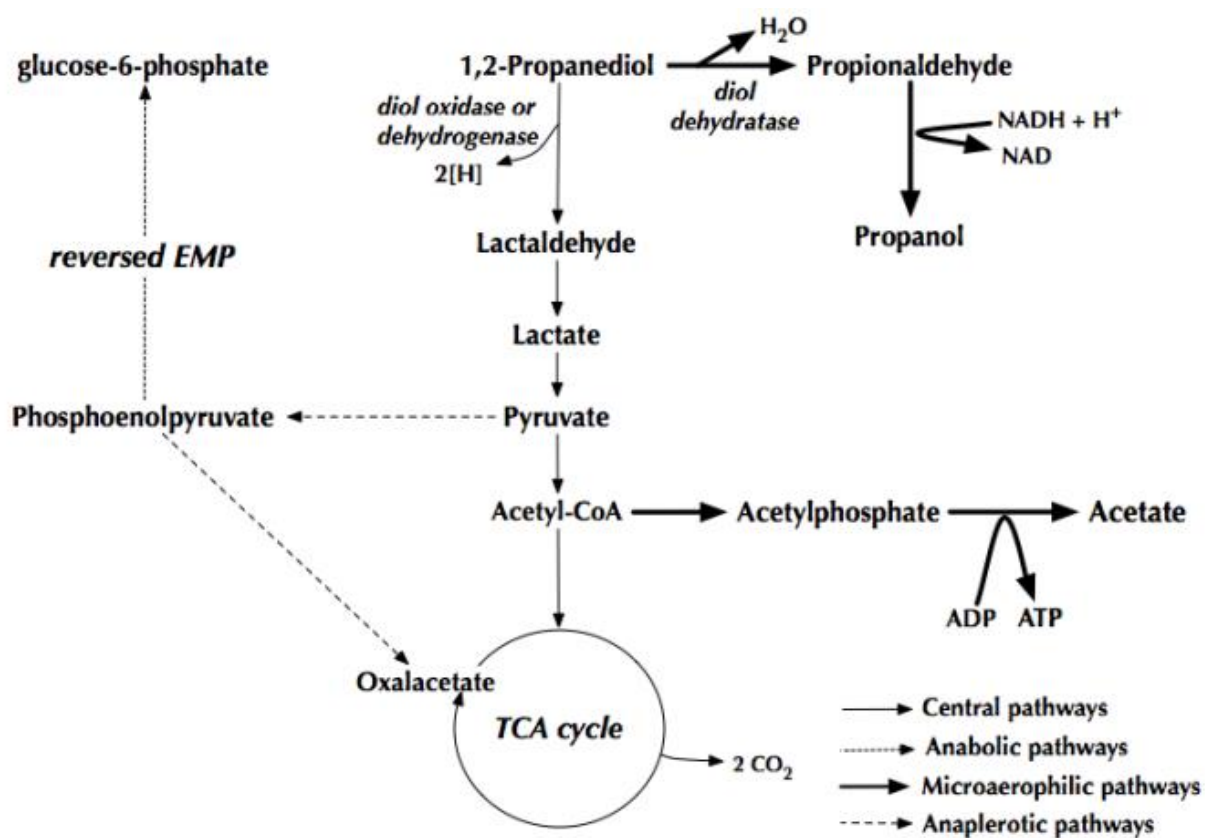 glucose-6-phosphate
1,2-Propanediol
H₂O
Propionaldehyde
diol oxidase or
dehydrogenase
2[H]
diol
dehydratase
NADH + H⁺
NAD
reversed EMP
Lactaldehyde
Propanol
Lactate
Phosphoenolpyruvate
Pyruvate
Acetyl-CoA
Acetylphosphate
Acetate
ADP
ATP
Oxalacetate
TCA cycle
2 CO₂
Central pathways
Anabolic pathways
Microaerophilic pathways
Anaplerotic pathways